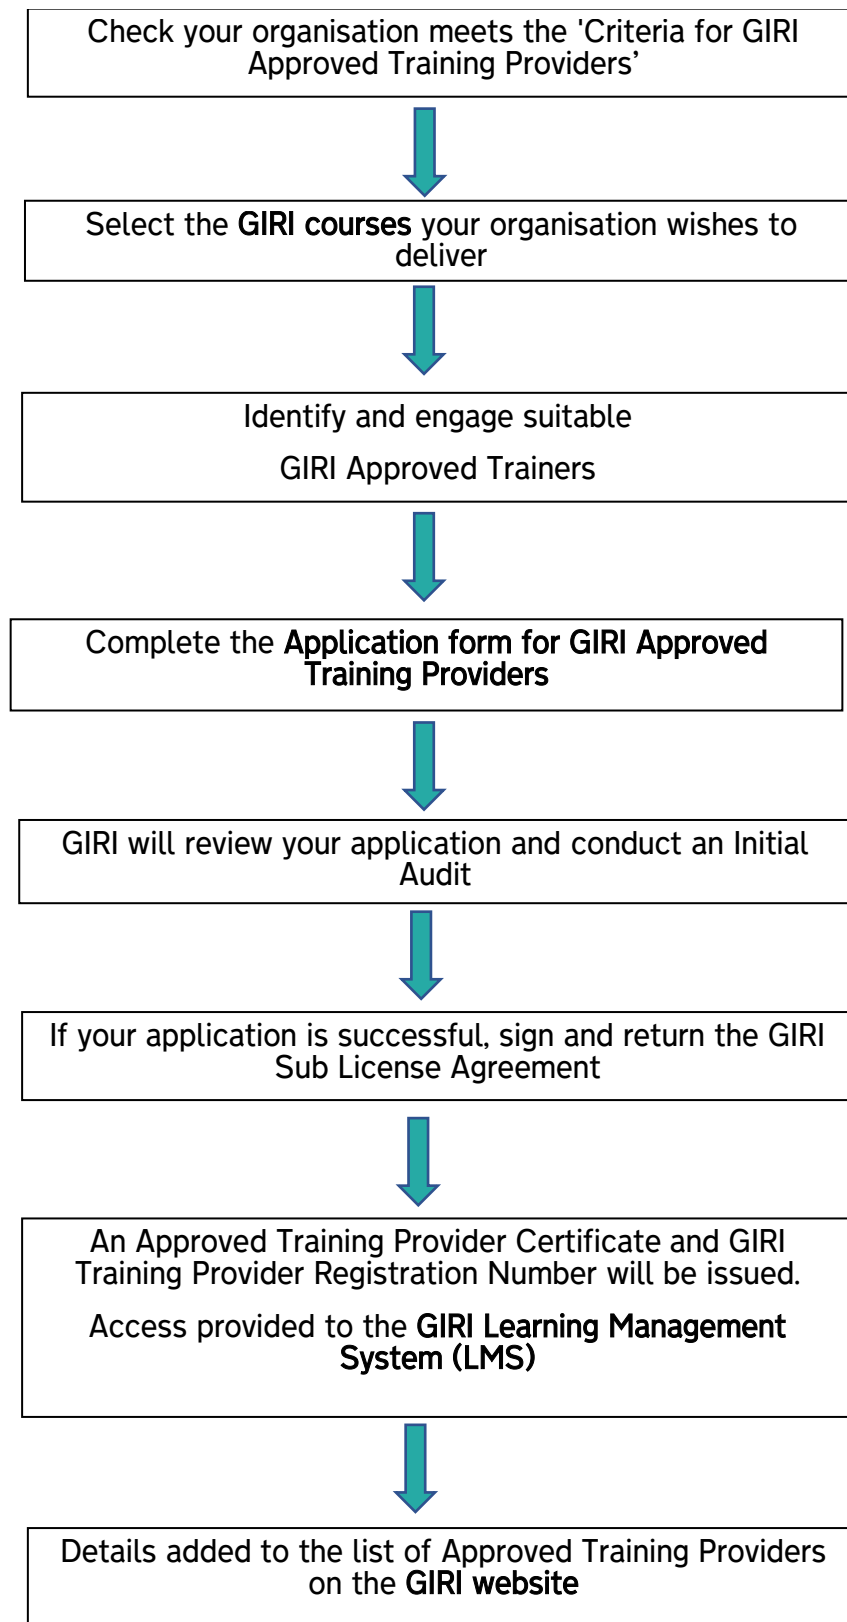 Check your organisation meets the 'Criteria for GIRI
Approved Training Providers’
Select the GIRI courses your organisation wishes to
deliver
Identify and engage suitable
GIRI Approved Trainers
Complete the Application form for GIRI Approved
Training Providers
GIRI will review your application and conduct an Initial
Audit
If your application is successful, sign and return the GIRI
Sub License Agreement
An Approved Training Provider Certificate and GIRI
Training Provider Registration Number will be issued.
Access provided to the GIRI Learning Management
System (LMS)
Details added to the list of Approved Training Providers
on the GIRI website